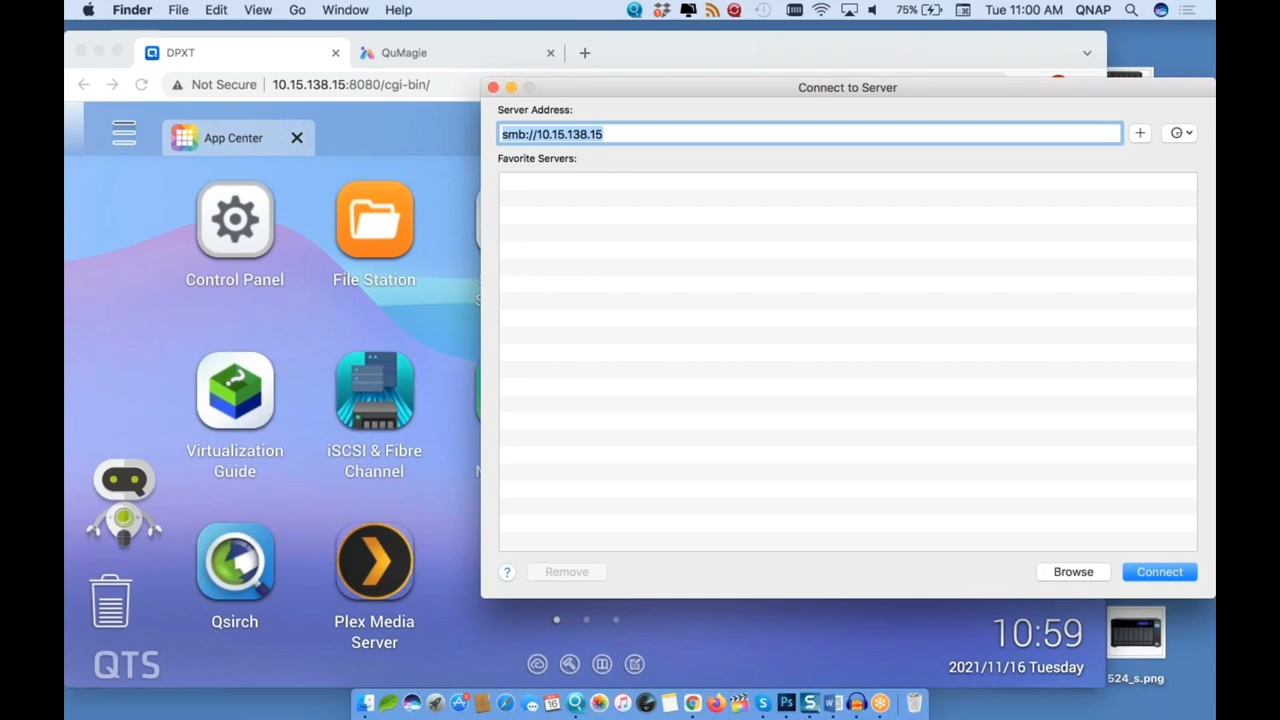 Finder File Edit View Go Window Help 75% Tue 11:00 AM QNAP
DPXT
QuMagie
Not Secure 10.15.138.15:8080/cgi-bin/
Connect to Server
Server Address:
smb://10.15.138.15
Favorite Servers:
App Center
Control Panel
File Station
Virtualization
Guide
iSCSI & Fibre
Channel
Qsirch
Plex Media
Server
? Remove Browse Connect
QTS
10:59
2021/11/16 Tuesday
524_s.png